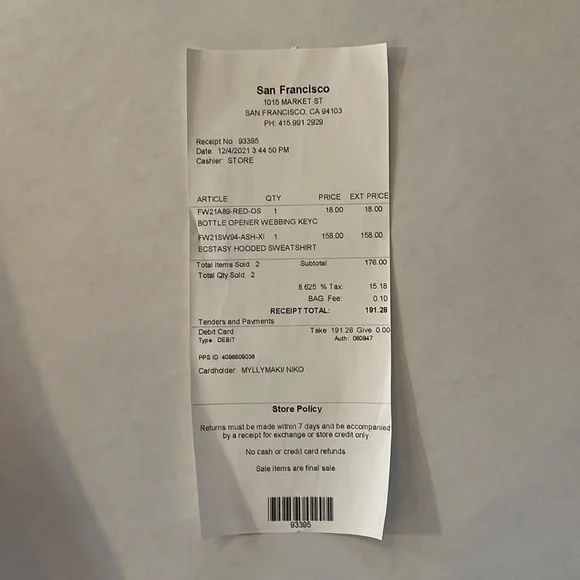 San Francisco
1015 MARKET ST
SAN FRANCISCO, CA 94103
PH: 415.991.2929
Receipt No 93395
Date: 12/4/2021 3:44:50 PM
Cashier: STORE
ARTICLE QTY PRICE EXT PRICE
FW21A89-RED-OS 1 18.00 18.00
BOTTLE OPENER WEBBING KEYC
FW21SW94-ASH-XI 1 158.00 158.00
ECSTASY HOODED SWEATSHIRT
Total Items Sold: 2 Subtotal 176.00
Total Qty Sold: 2
8.625 % Tax: 15.18
BAG Fee: 0.10
RECEIPT TOTAL: 191.28
Tenders and Payments
Debit Card Take 191.28 Give 0.00
Type: DEBIT Auth: 060847
PPS ID 4098609036
Cardholder: MYLLYMAKI/ NIKO
Store Policy
Returns must be made within 7 days and be accompanied
by a receipt for exchange or store credit only.
No cash or credit card refunds.
Sale items are final sale.
93395